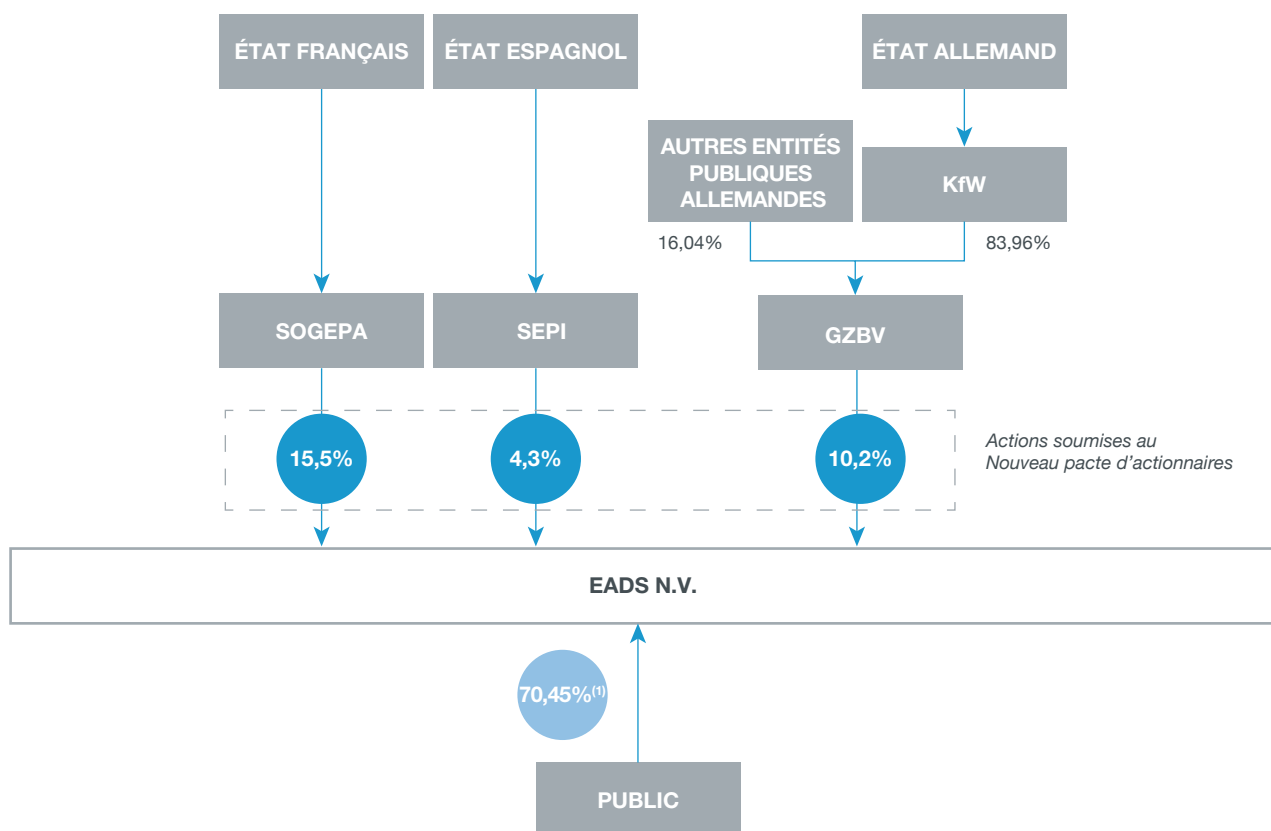 ÉTAT FRANÇAIS
ÉTAT ESPAGNOL
ÉTAT ALLEMAND
AUTRES ENTITÉS
PUBLIQUES
ALLEMANDES
KfW
16,04%
83,96%
SOGEPA
SEPI
GZBV
15,5%
4,3%
10,2%
Actions soumises au
Nouveau pacte d’actionnaires
EADS N.V.
70,45%(1)
PUBLIC